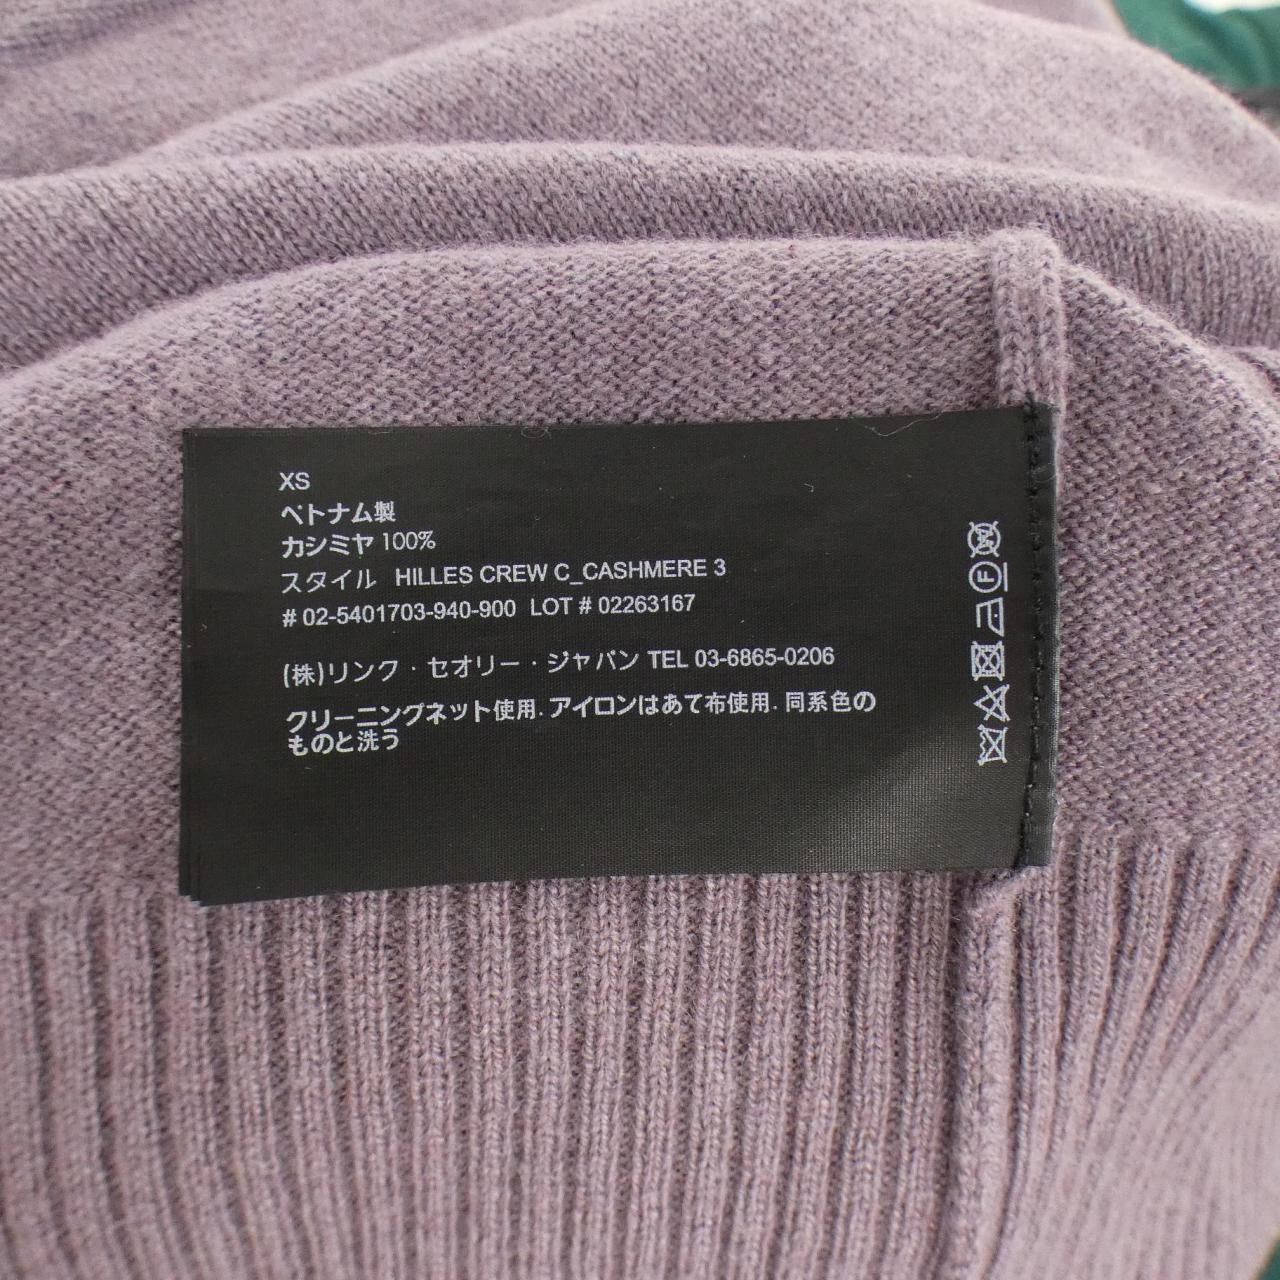 XS
ベトナム製
カシミヤ 100%
スタイル HILLES CREW C_CASHMERE 3
# 02-5401703-940-900 LOT # 02263167
(株)リンク・セオリー・ジャパン TEL 03-6865-0206
クリーニングネット使用. アイロンはあて布使用. 同系色の
ものと洗う
W
F